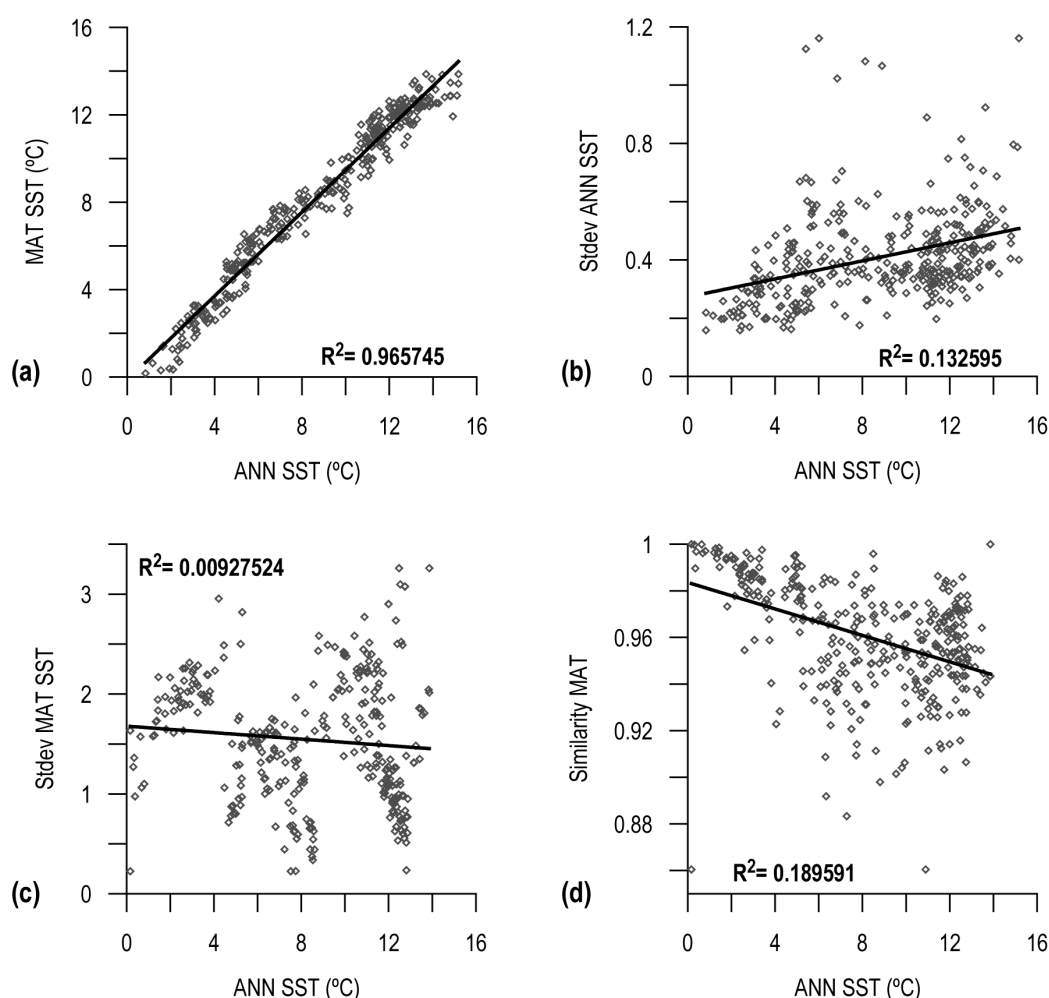 16
12
8
4
0
MAT SST (ºC)
0 4 8 12 16
ANN SST (ºC)
R²= 0.965745
(a)
1.2
0.8
0.4
0
Stdev ANN SST
0 4 8 12 16
ANN SST (ºC)
R²= 0.132595
(b)
R²= 0.00927524
3
2
1
0
Stdev MAT SST
0 4 8 12 16
ANN SST (ºC)
(c)
1
0.96
0.92
0.88
Similarity MAT
0 4 8 12 16
ANN SST (ºC)
R²= 0.189591
(d)